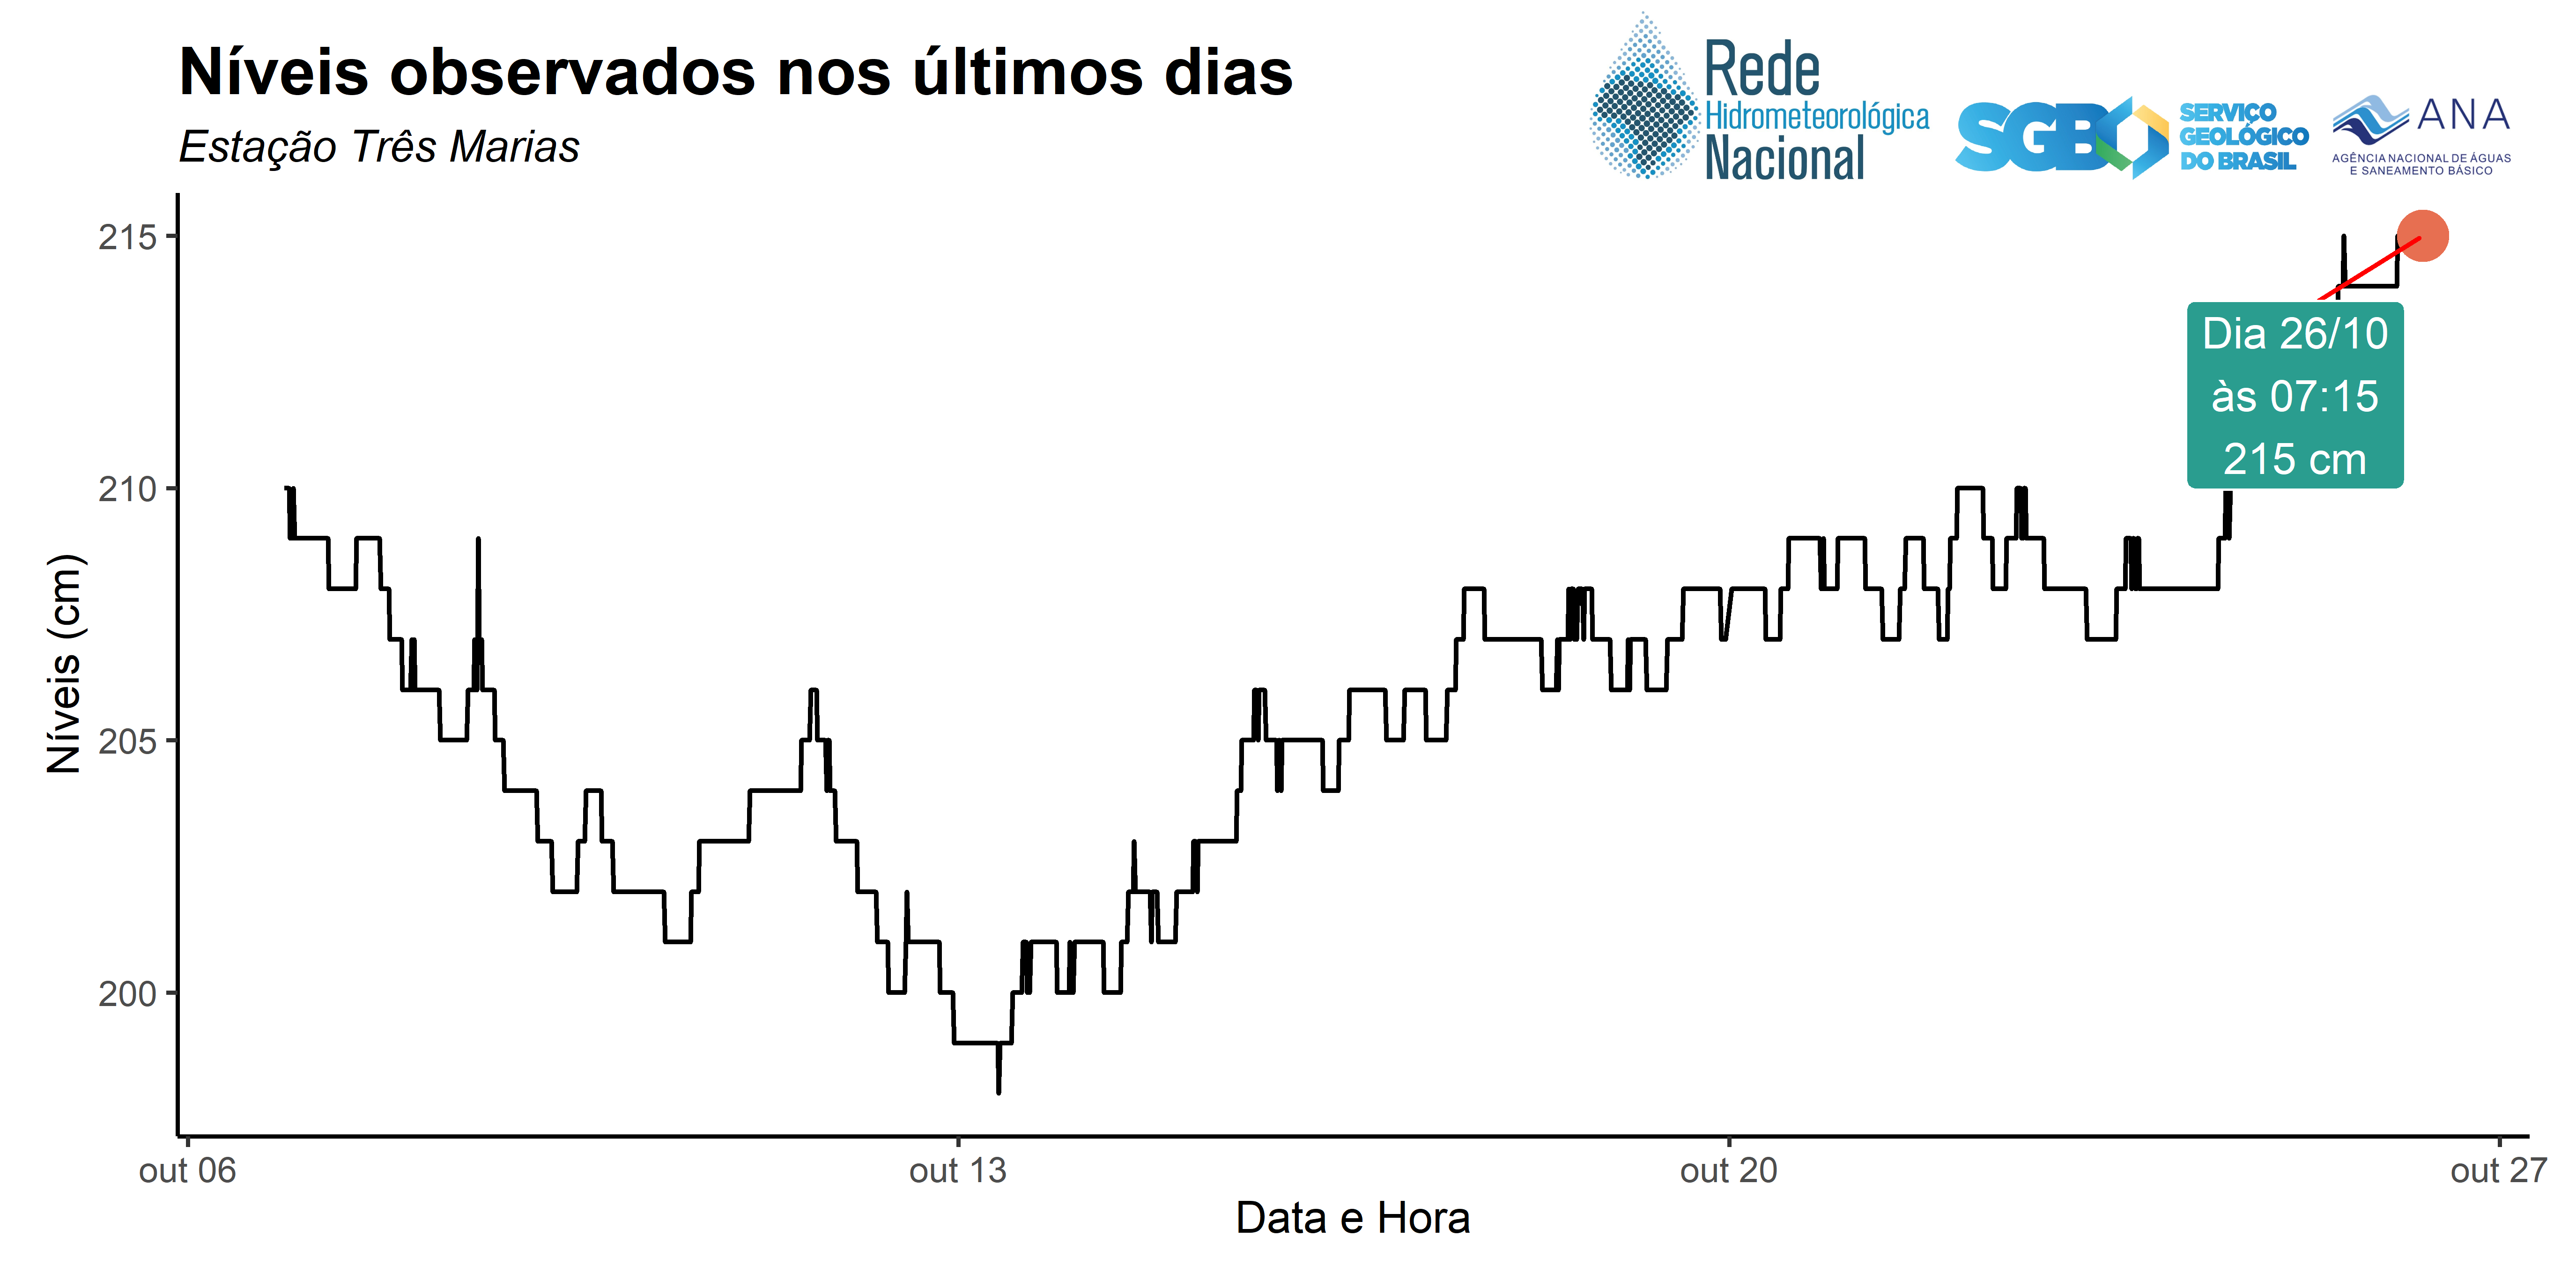 Níveis observados nos últimos dias
Estação Três Marias
Rede
Hidrometeorológica
Nacional
SGB
SERVIÇO
GEOLÓGICO
DO BRASIL
ANA
AGÊNCIA NACIONAL DE ÁGUAS
E SANEAMENTO BÁSICO
215
210
205
200
Níveis (cm)
Dia 26/10
às 07:15
215 cm
out 06
out 13
out 20
out 27
Data e Hora